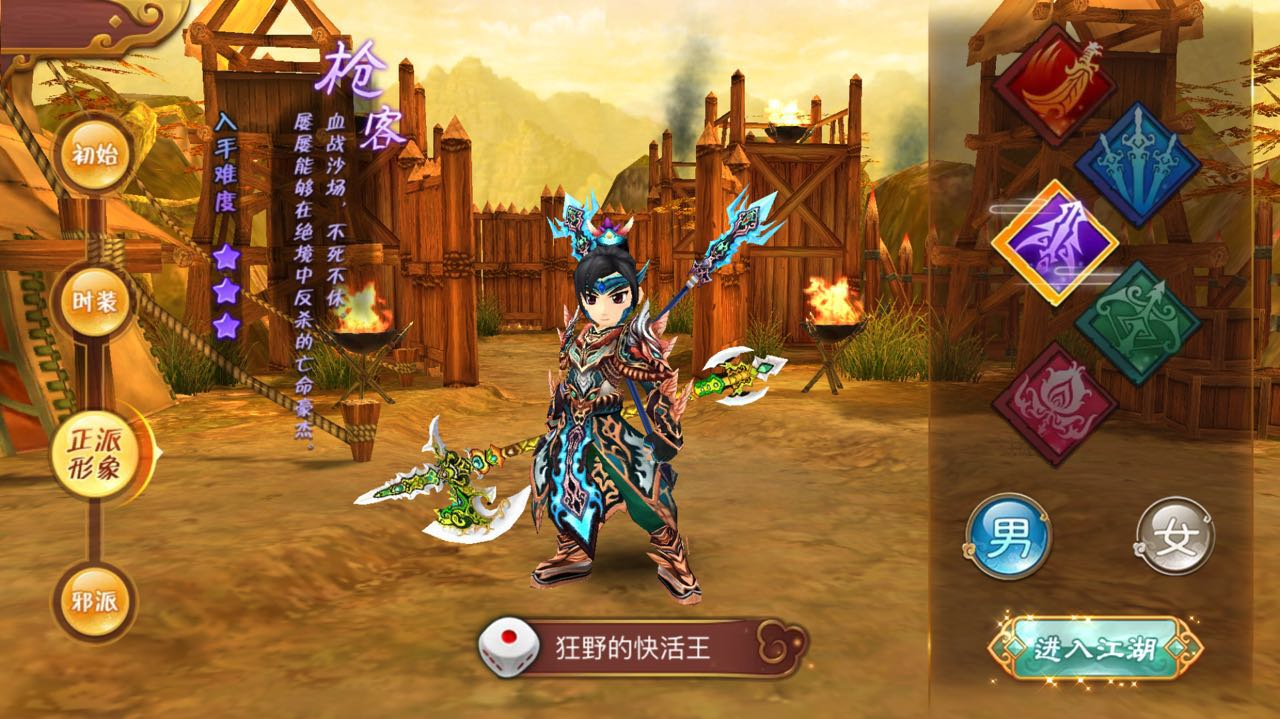 枪客
入手难度
血战沙场，不死不休
屡屡能够在绝境中反杀的亡命豪杰。
初始
时装
正派
形象
邪派
男
女
狂野的快活王
进入江湖